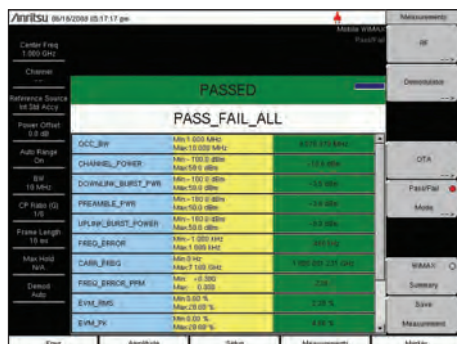 Anritsu 06/16/2008 05:17:17 pm
Mobile WiMAX
Pass/Fail
Measurements
Center Freq
1.000 GHz
Channel
--
Reference Source
Int Std Accy
Power Offset
0.0 dB
Auto Range
On
BW
10 MHz
CP Ratio (G)
1/8
Frame Length
10 ms
Max Hold
N/A
Demod
Auto
PASSED
PASS_FAIL_ALL
OCC_BW
Min 1.000 MHz
Max 10.000 MHz
CHANNEL_POWER
Min -100.0 dBm
Max 50.0 dBm
DOWNLINK_BURST_PWR
Min -100.0 dBm
Max 50.0 dBm
PREAMBLE_PWR
Min -100.0 dBm
Max 50.0 dBm
UPLINK_BURST_POWER
Min -100.0 dBm
Max 50.0 dBm
FREQ_ERROR
Min -1.000 kHz
Max 1.000 kHz
CARR_FREQ
Min 0 Hz
Max 7.100 GHz
FREQ_ERROR_PPM
Min -0.300
Max 0.300
EVM_RMS
Min 0.00 %
Max 20.00 %
2.28 %
EVM_PK
Min 0.00 %
Max 20.00 %
RF
Demodulator
OTA
Pass/Fail
Mode
WiMAX
Summary
Save
Measurement
Freq
Amplitude
Setup
Measurements
Marker